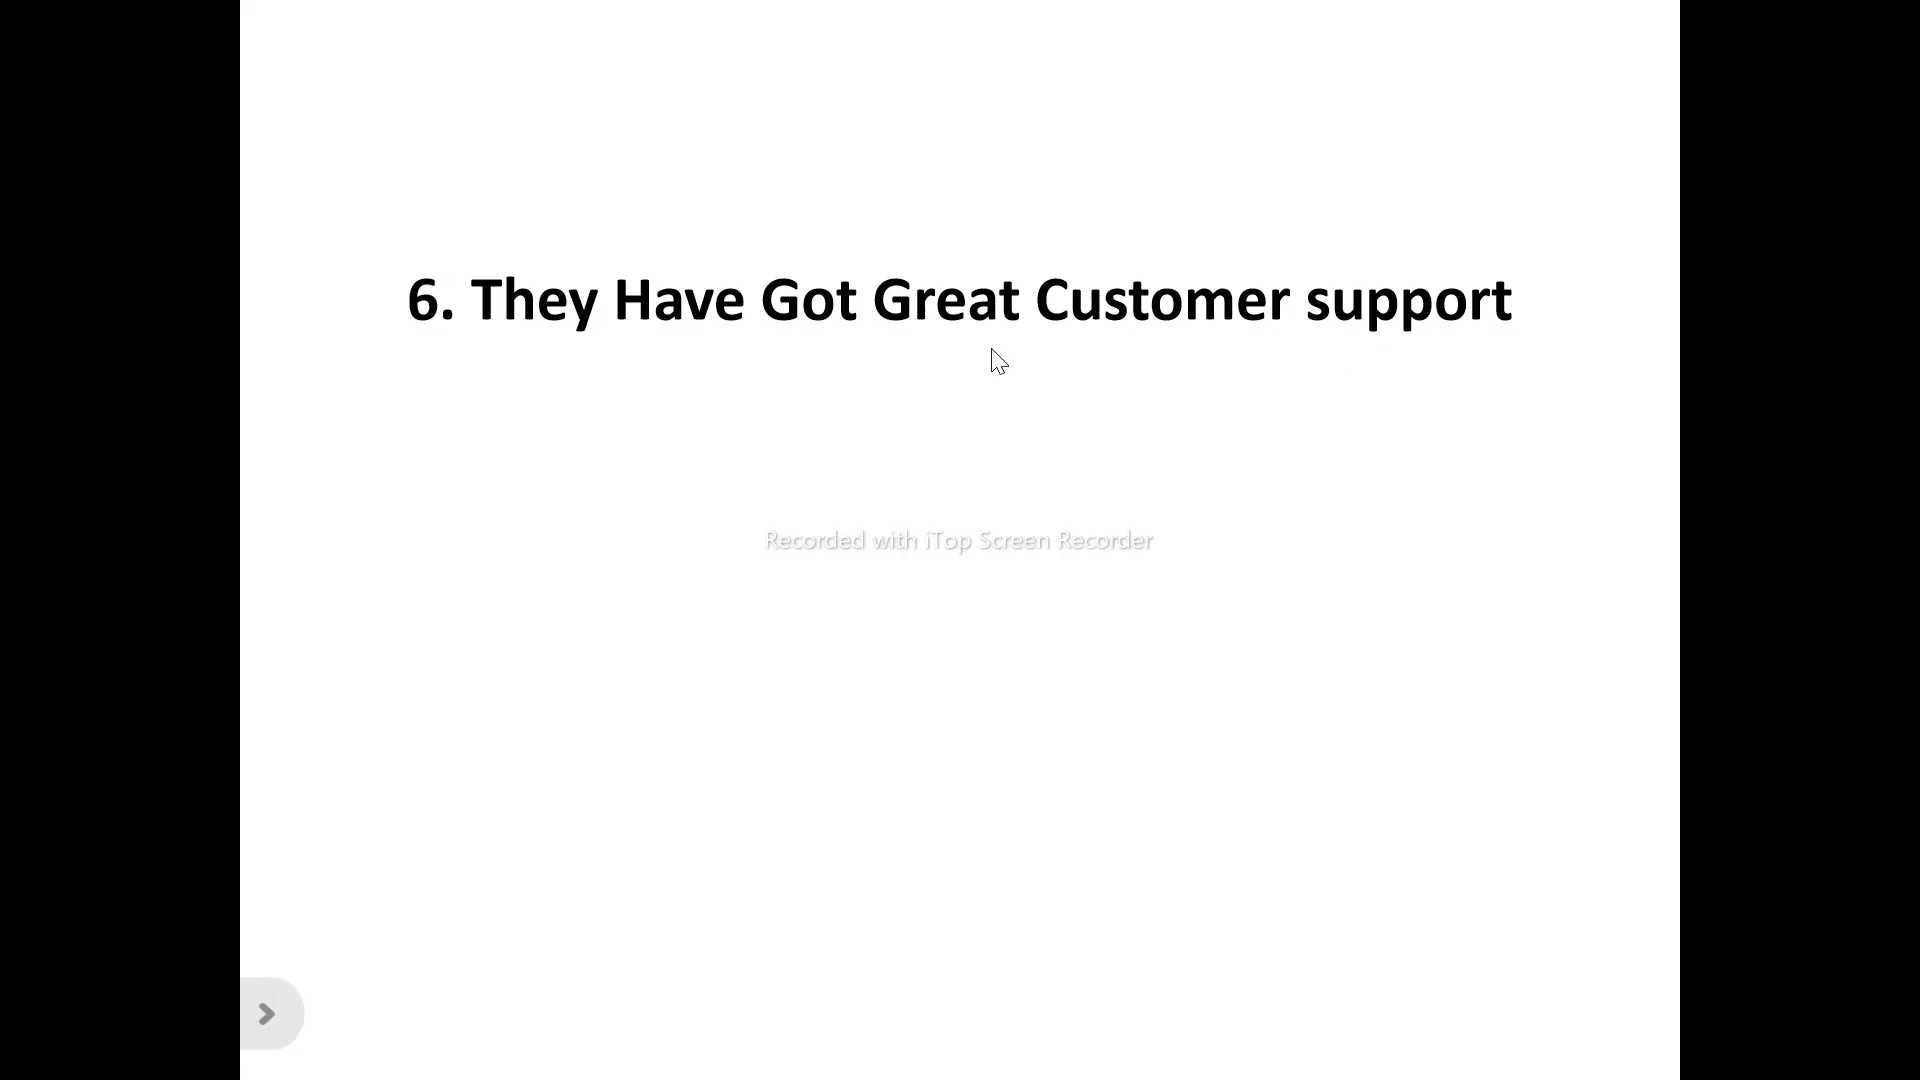 6. They Have Got Great Customer support
Recorded with iTop Screen Recorder